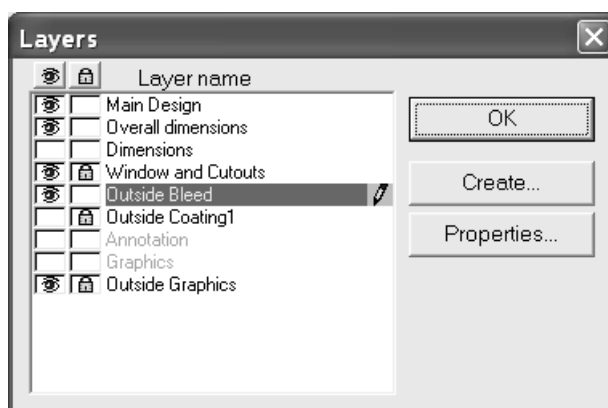 Layers
Layer name
Main Design
Overall dimensions
Dimensions
Window and Cutouts
Outside Bleed
Outside Coating1
Annotation
Graphics
Outside Graphics
OK
Create...
Properties...